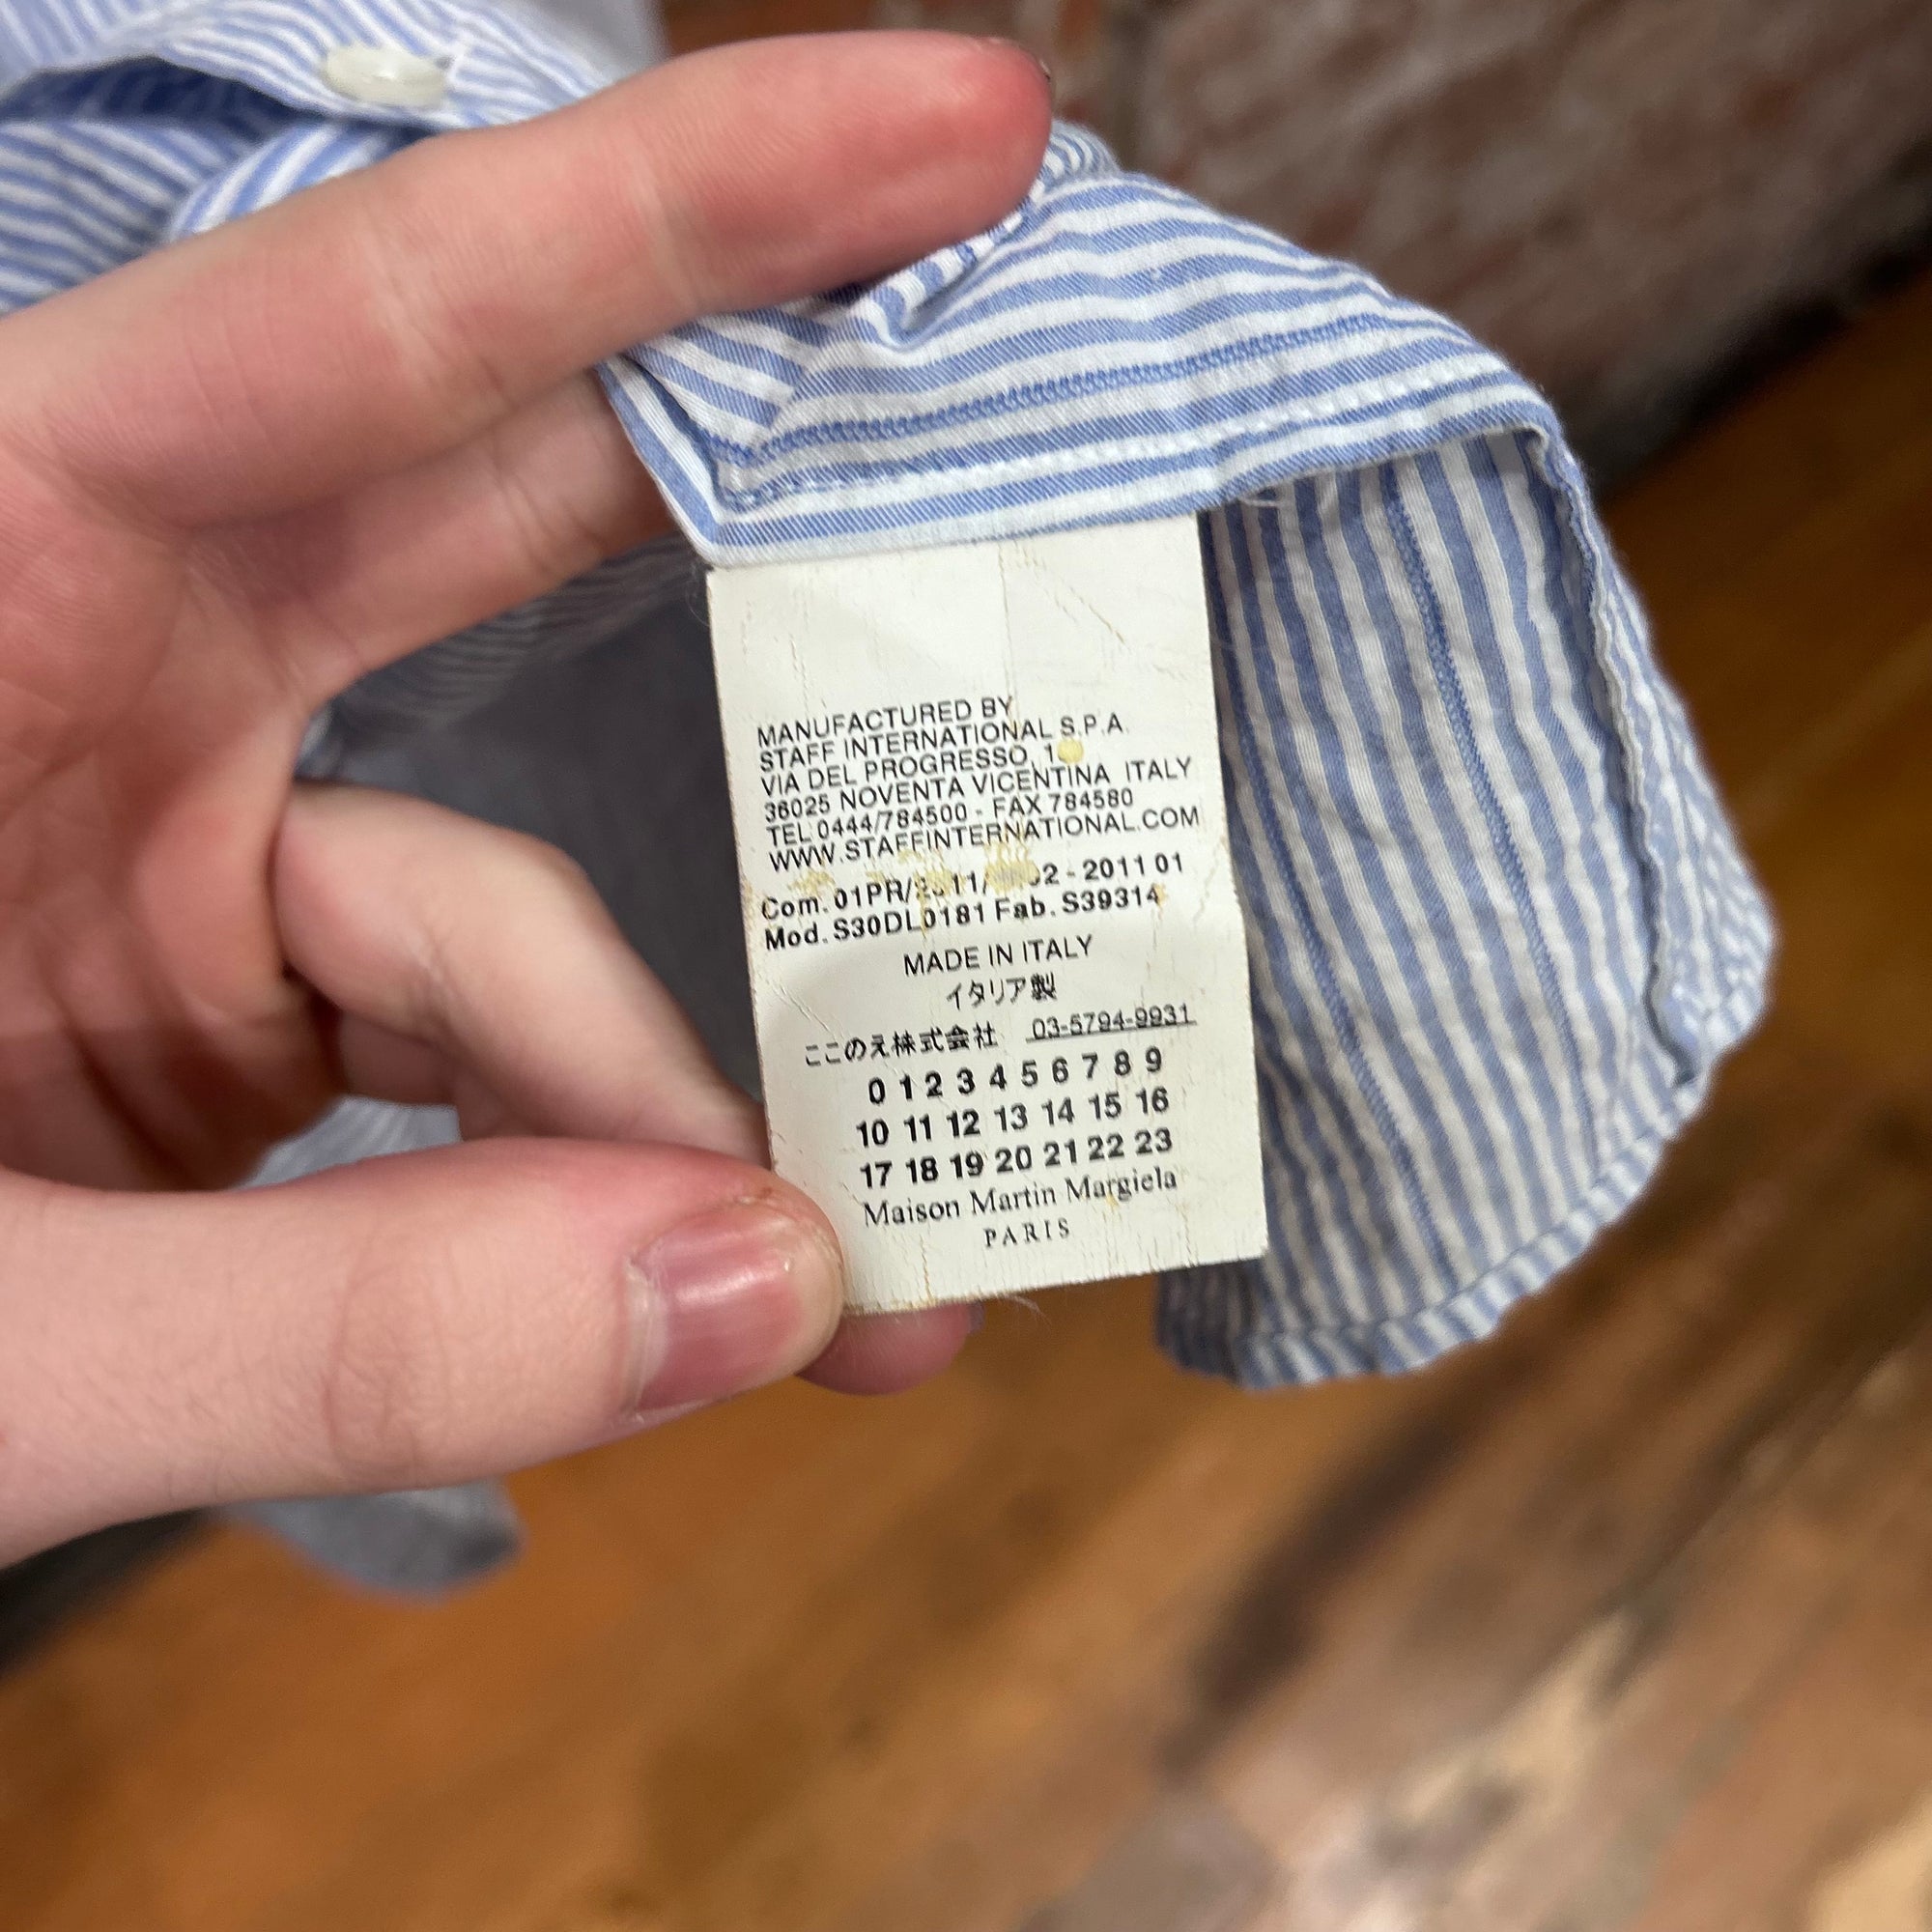 MANUFACTURED BY
STAFF INTERNATIONAL S.P.A.
VIA DEL PROGRESSO, 1
36025 NOVENTA VICENTINA ITALY
TEL 0444/784500 - FAX 784580
WWW.STAFFINTERNATIONAL.COM
Com. - 2011 01
Mod. S30DL0181 Fab. S39314
MADE IN ITALY
イタリア製
ここのえ株式会社 03-5794-9931
0 1 2 3 4 5 6 7 8 9
10 11 12 13 14 15 16
17 18 19 20 21 22 23
Maison Martin Margiela
PARIS